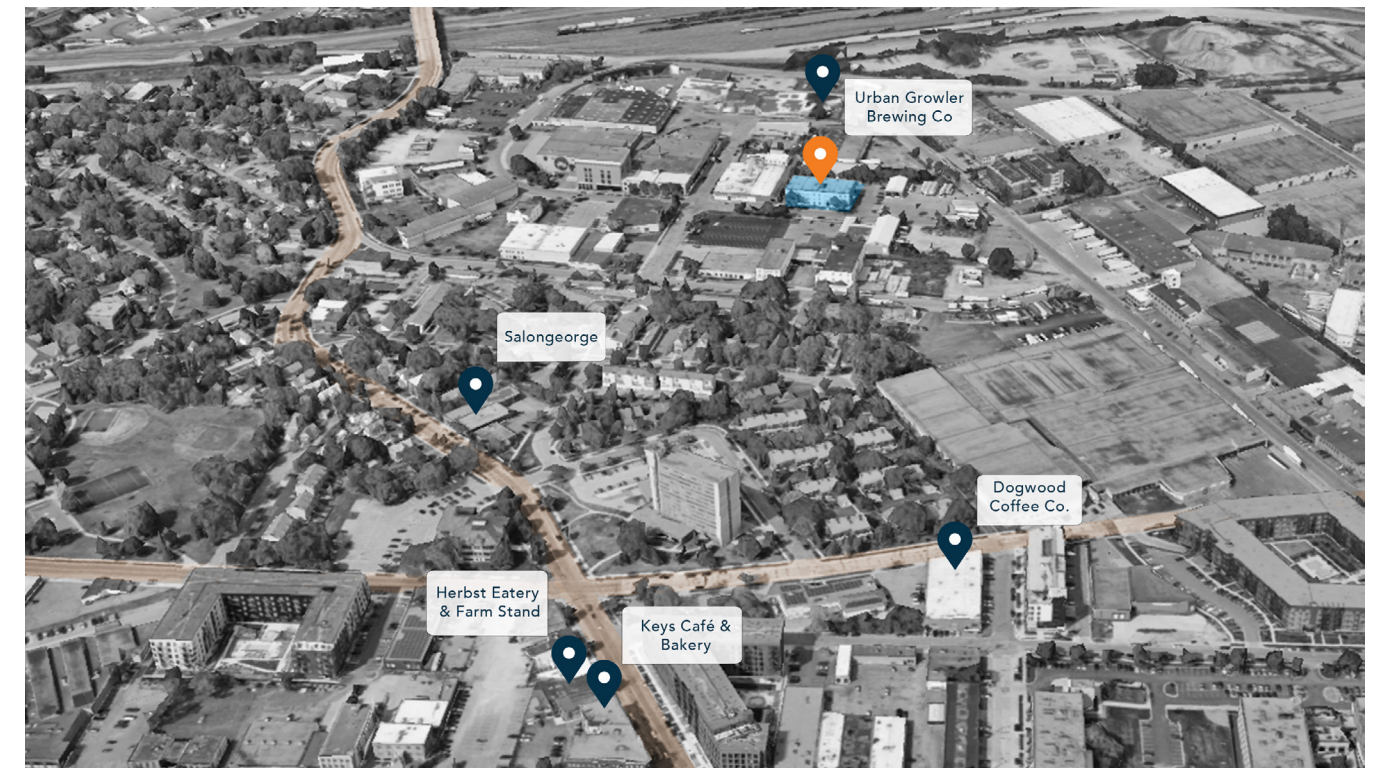 Urban Growler
Brewing Co
Salongeorge
Dogwood
Coffee Co.
Herbst Eatery
& Farm Stand
Keys Café &
Bakery